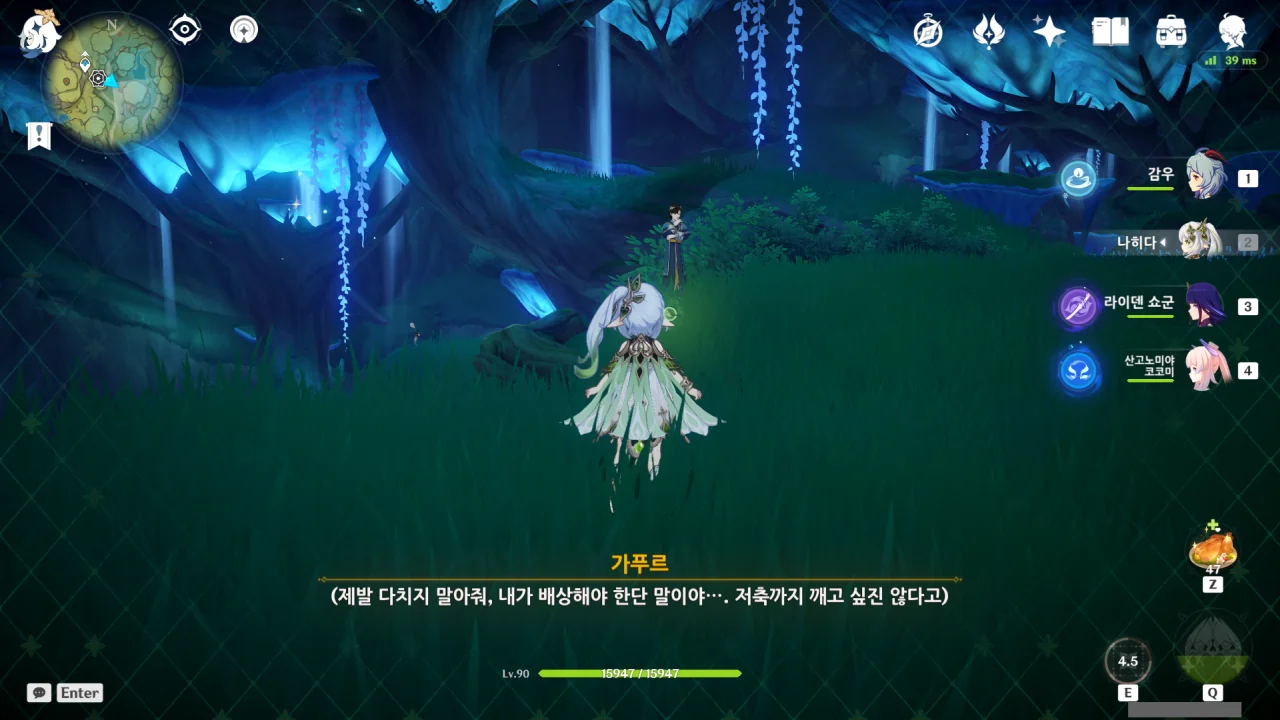 N
39 ms
감우
1
나히다
2
라이덴 쇼군
3
산고노미야
코코미
4
가푸르
(제발 다치지 말아줘, 내가 배상해야 한단 말이야…. 저축까지 깨고 싶진 않다고)
47
Z
4.5
E
Q
Lv.90
15947 / 15947
Enter